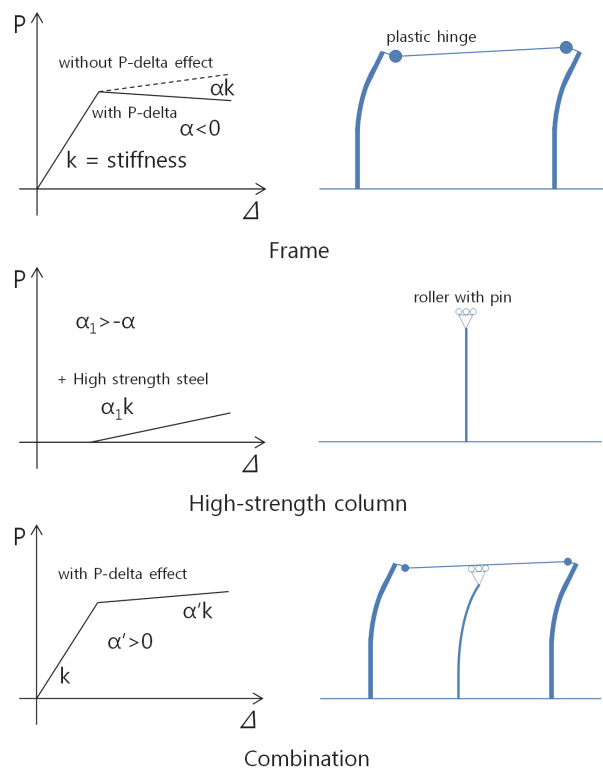 P
without P-delta effect
αk
with P-delta
α<0
k = stiffness
Δ
plastic hinge
Frame
P
α₁>-α
+ High strength steel
α₁k
Δ
roller with pin
High-strength column
P
with P-delta effect
α′k
α′>0
k
Δ
Combination